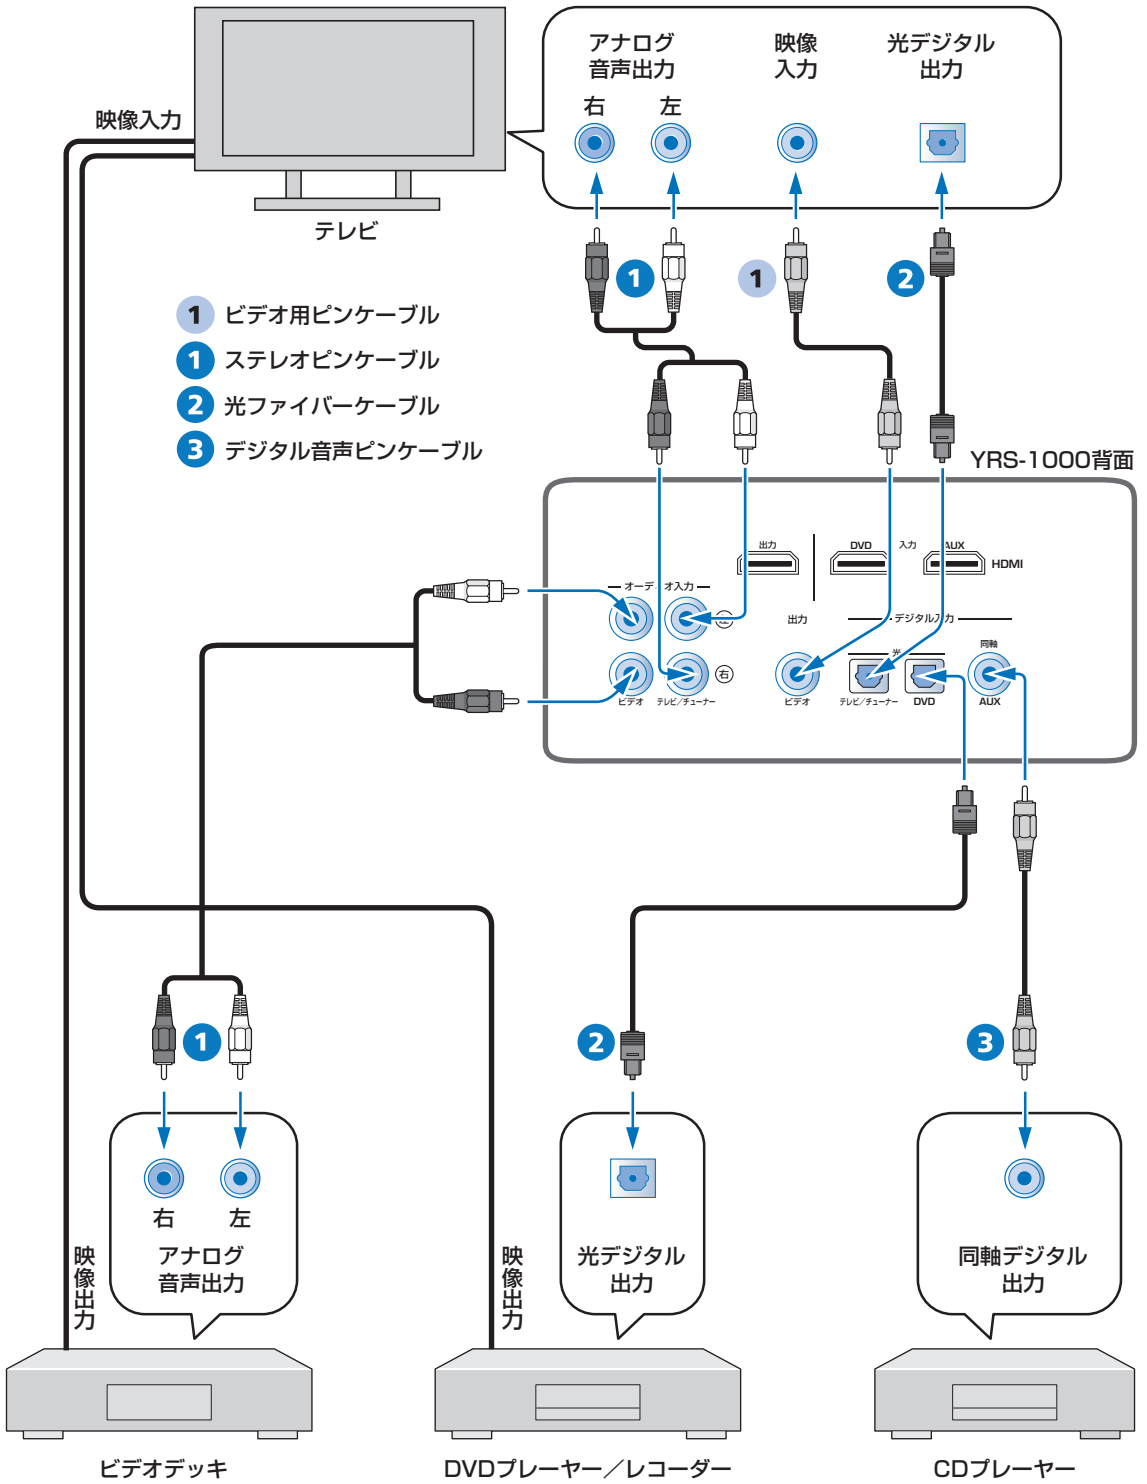 アナログ
音声出力
映像
入力
光デジタル
出力
右
左
映像入力
テレビ
1
1
2
1 ビデオ用ピンケーブル
1 ステレオピンケーブル
2 光ファイバーケーブル
3 デジタル音声ピンケーブル
YRS-1000背面
出力
DVD
入力
AUX
HDMI
オーディオ入力
左
出力
デジタル入力
光
同軸
右
ビデオ
テレビ/チューナー
ビデオ
テレビ/チューナー
DVD
AUX
1
2
3
右
左
アナログ
音声出力
光デジタル
出力
同軸デジタル
出力
映像出力
映像出力
ビデオデッキ
DVDプレーヤー/レコーダー
CDプレーヤー